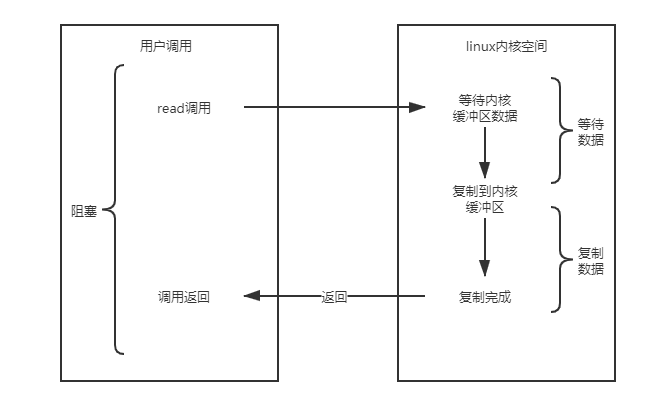 用户调用
linux内核空间
read调用
等待内核
缓冲区数据
等待
数据
阻塞
复制到内核
缓冲区
复制
数据
调用返回
返回
复制完成